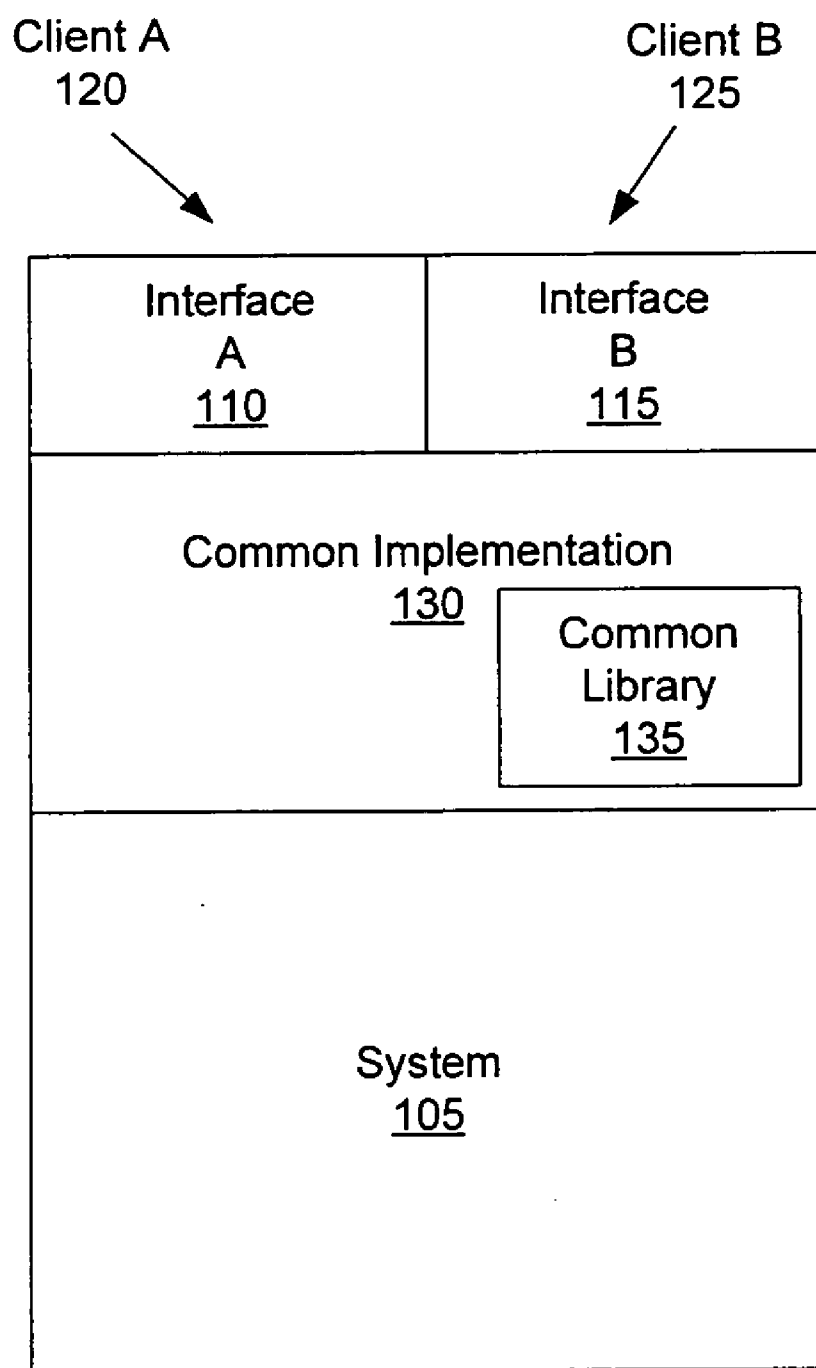 Client A
120
Client B
125
Interface
A
110
Interface
B
115
Common Implementation
130
Common
Library
135
System
105